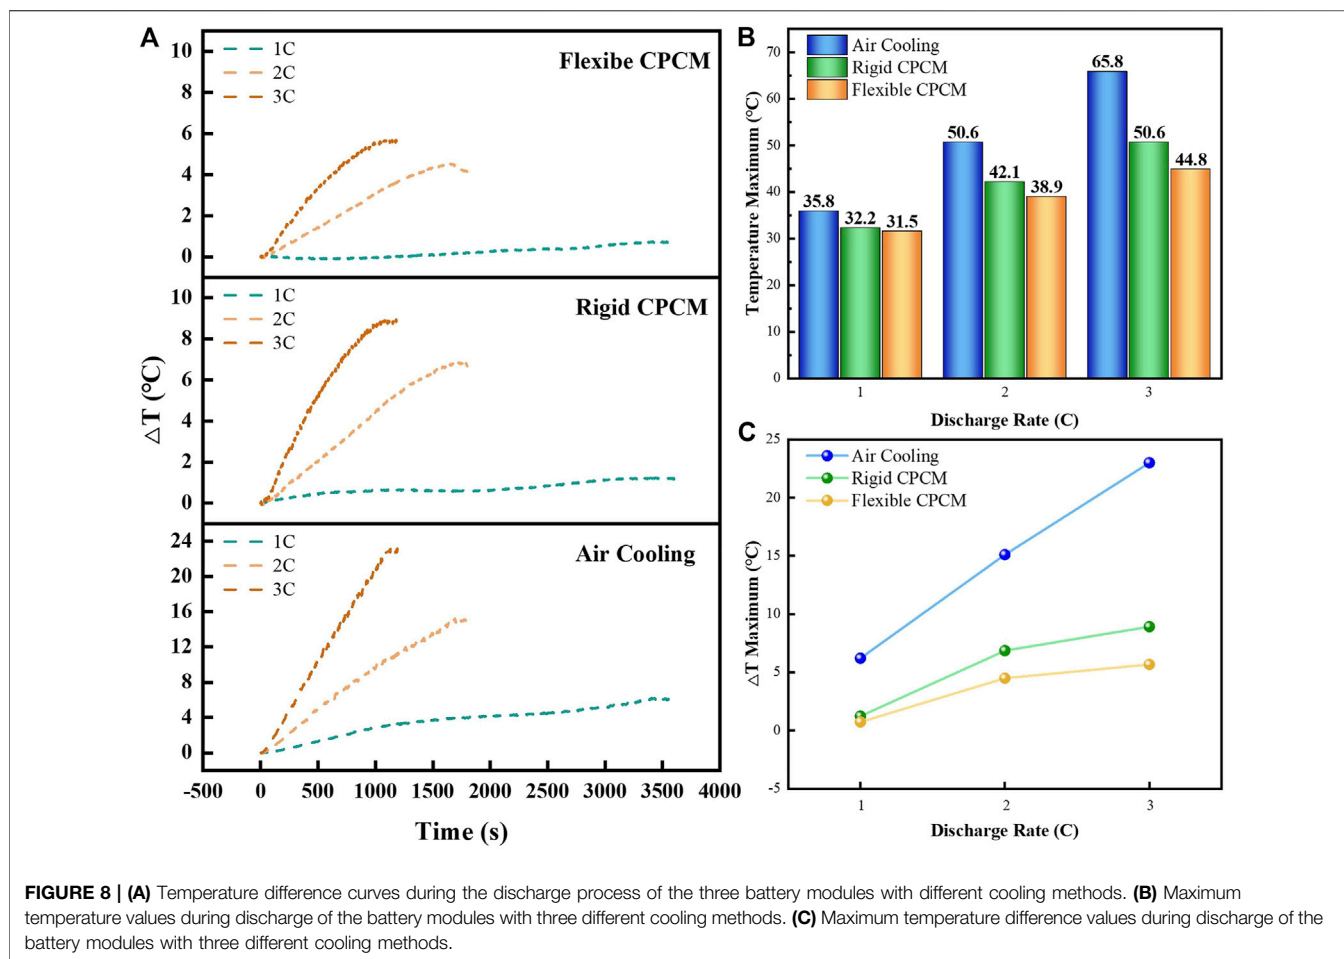 A
10
8
6
4
2
0
1C
2C
3C
Flexibe CPCM
10
8
6
4
2
0
1C
2C
3C
Rigid CPCM
24
20
16
12
8
4
0
1C
2C
3C
Air Cooling
△T (℃)
-500 0 500 1000 1500 2000 2500 3000 3500 4000
Time (s)
B
70
60
50
40
30
20
10
0
Temperature Maximum (℃)
Air Cooling
Rigid CPCM
Flexible CPCM
35.8 32.2 31.5
50.6 42.1 38.9
65.8 50.6 44.8
1 2 3
Discharge Rate (C)
C
25
20
15
10
5
0
-5
△T Maximum (℃)
Air Cooling
Rigid CPCM
Flexible CPCM
1 2 3
Discharge Rate (C)
FIGURE 8 | (A) Temperature difference curves during the discharge process of the three battery modules with different cooling methods. (B) Maximum
temperature values during discharge of the battery modules with three different cooling methods. (C) Maximum temperature difference values during discharge of the
battery modules with three different cooling methods.